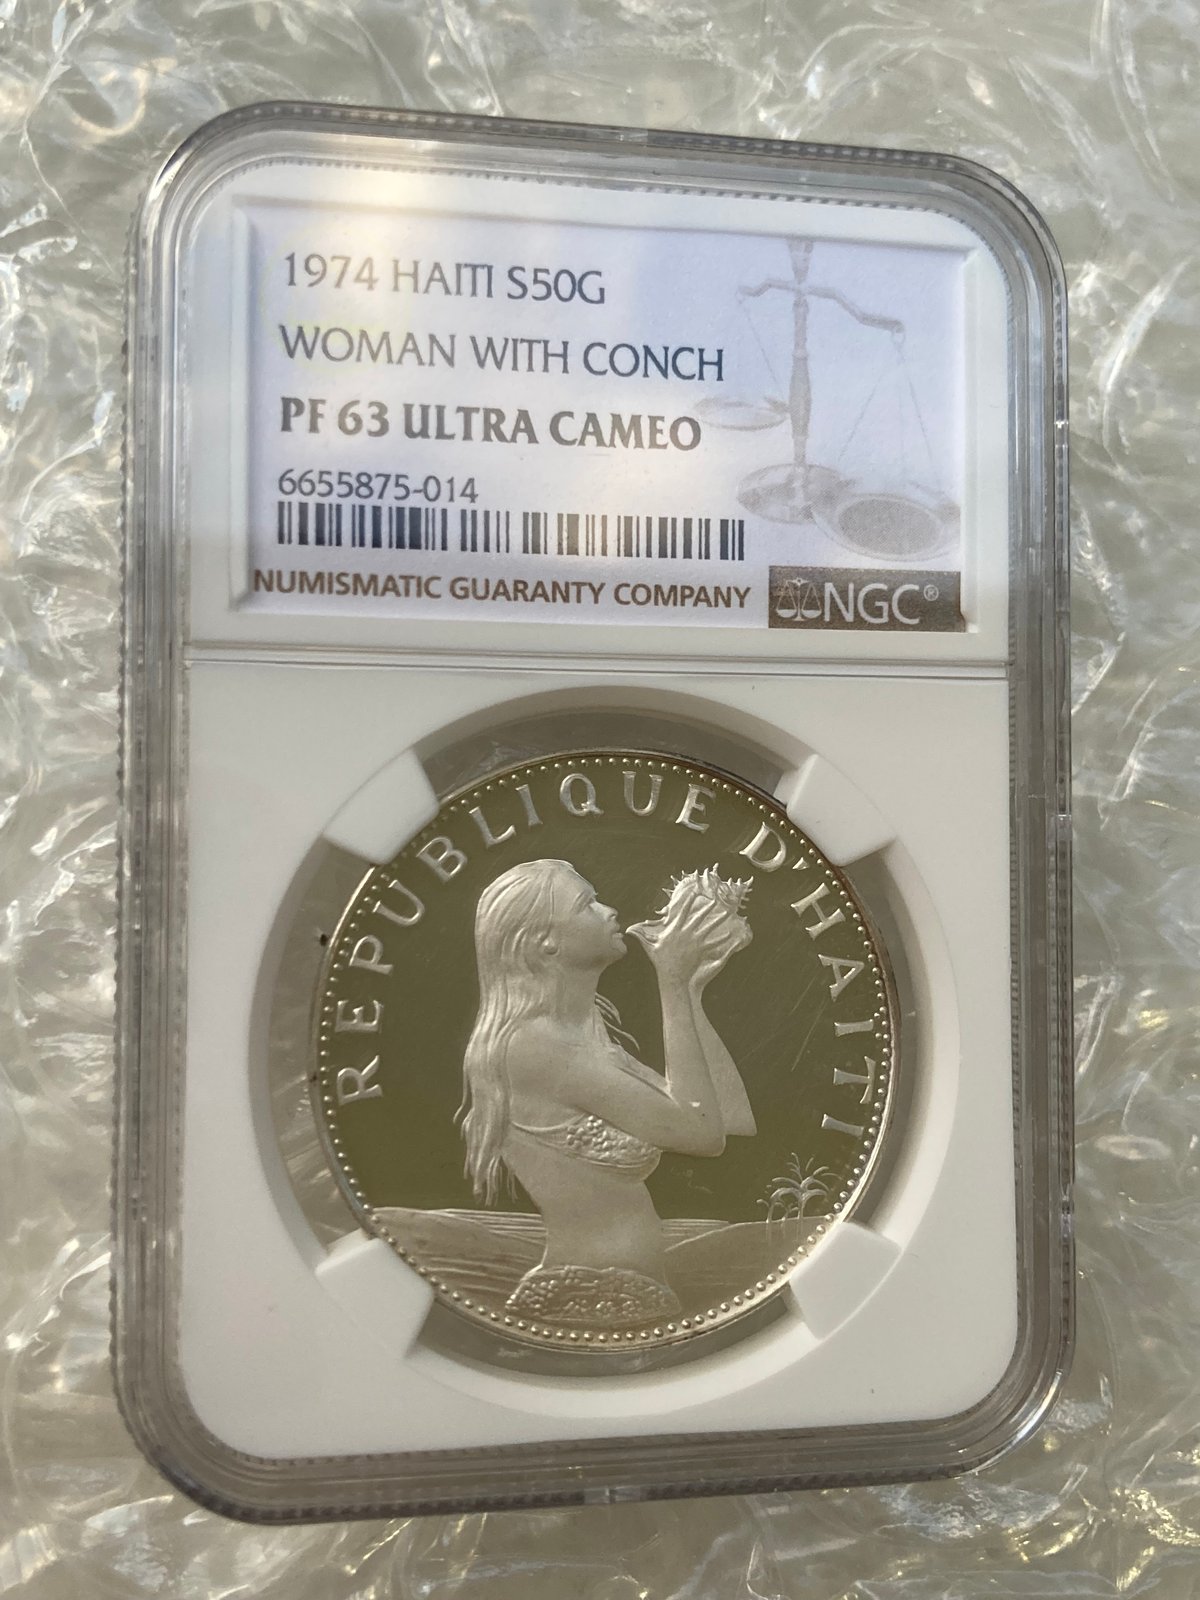 1974 HAITI S50G
WOMAN WITH CONCH
PF 63 ULTRA CAMEO
6655875-014
NUMISMATIC GUARANTY COMPANY
NGC®
REPUBLIQUE D'HAITI